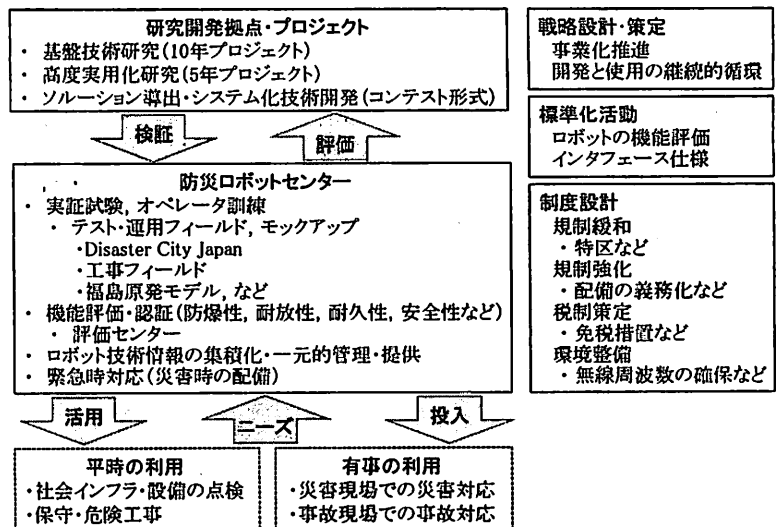 研究開発拠点・プロジェクト
・ 基盤技術研究(10年プロジェクト)
・ 高度実用化研究(5年プロジェクト)
・ ソルーション導出・システム化技術開発(コンテスト形式)
検証
評価
防災ロボットセンター
・ 実証試験, オペレータ訓練
・ テスト・運用フィールド, モックアップ
・Disaster City Japan
・工事フィールド
・福島原発モデル, など
・ 機能評価・認証(防爆性, 耐放性, 耐久性, 安全性など)
・ 評価センター
・ ロボット技術情報の集積化・一元的管理・提供
・ 緊急時対応(災害時の配備)
活用
ニーズ
投入
平時の利用
・社会インフラ・設備の点検
・保守・危険工事
有事の利用
・災害現場での災害対応
・事故現場での事故対応
戦略設計・策定
事業化推進
開発と使用の継続的循環
標準化活動
ロボットの機能評価
インタフェース仕様
制度設計
規制緩和
・特区など
規制強化
・配備の義務化など
税制策定
・免税措置など
環境整備
・無線周波数の確保など